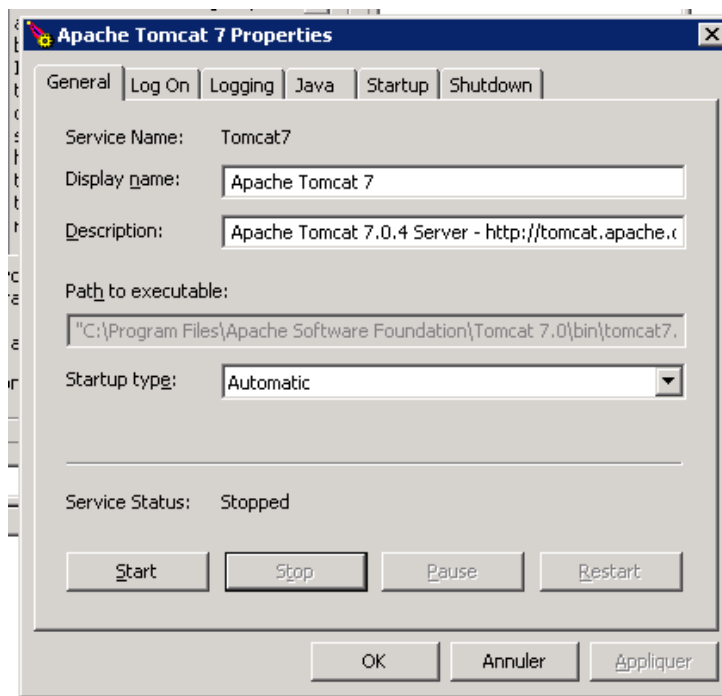 Apache Tomcat 7 Properties
General Log On Logging Java Startup Shutdown
Service Name: Tomcat7
Display name: Apache Tomcat 7
Description: Apache Tomcat 7.0.4 Server - http://tomcat.apache.
Path to executable:
"C:\Program Files\Apache Software Foundation\Tomcat 7.0\bin\tomcat7.
Startup type: Automatic
Service Status: Stopped
Start Stop Pause Restart
OK Annuler Appliquer